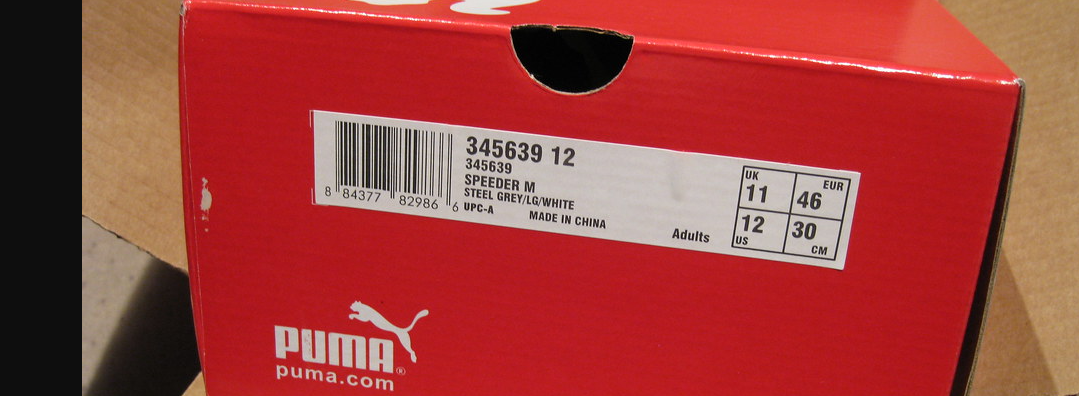 345639 12
345639
SPEEDER M
STEEL GREY/LG/WHITE
8 84377 82986 6 UPC-A MADE IN CHINA
Adults
UK 11 EUR 46
US 12 CM 30
PUMA®
puma.com